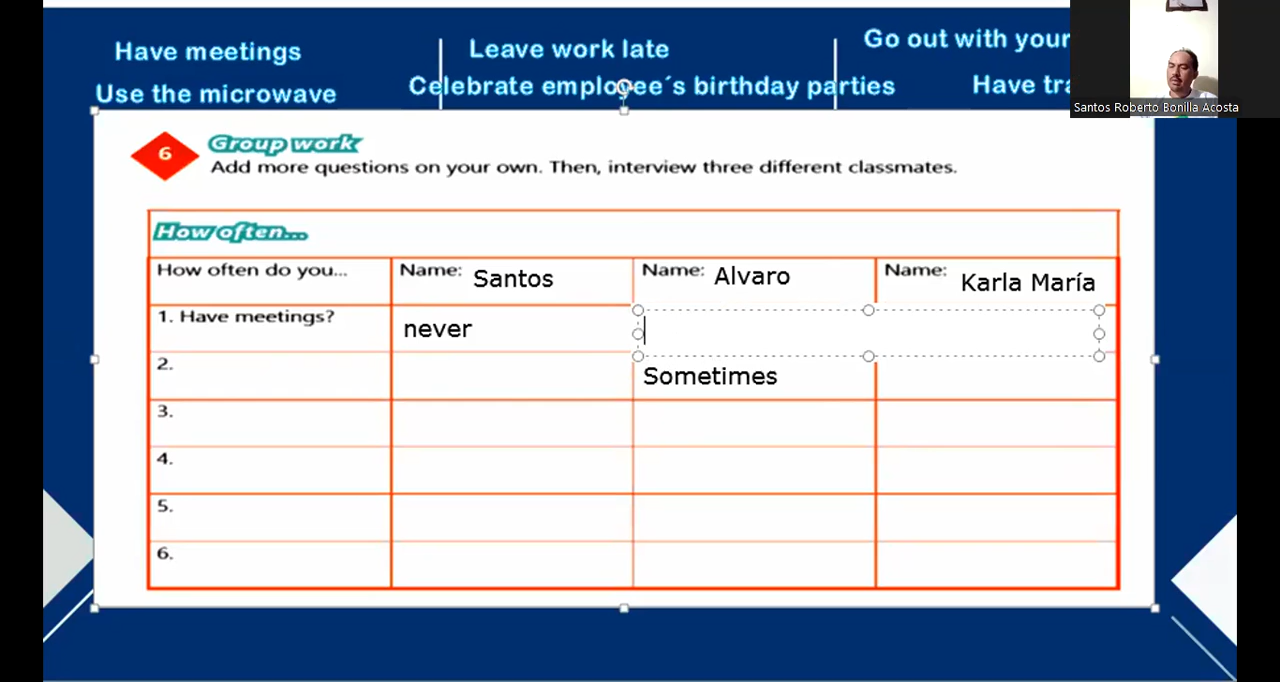 Have meetings
Leave work late
Go out with your
Use the microwave
Celebrate employee´s birthday parties
Have
Santos Roberto Bonilla Acosta
6
Group work
Add more questions on your own. Then, interview three different classmates.
How often...
How often do you... Name: Santos Name: Alvaro Name: Karla María
1. Have meetings? never
2. Sometimes
3.
4.
5.
6.